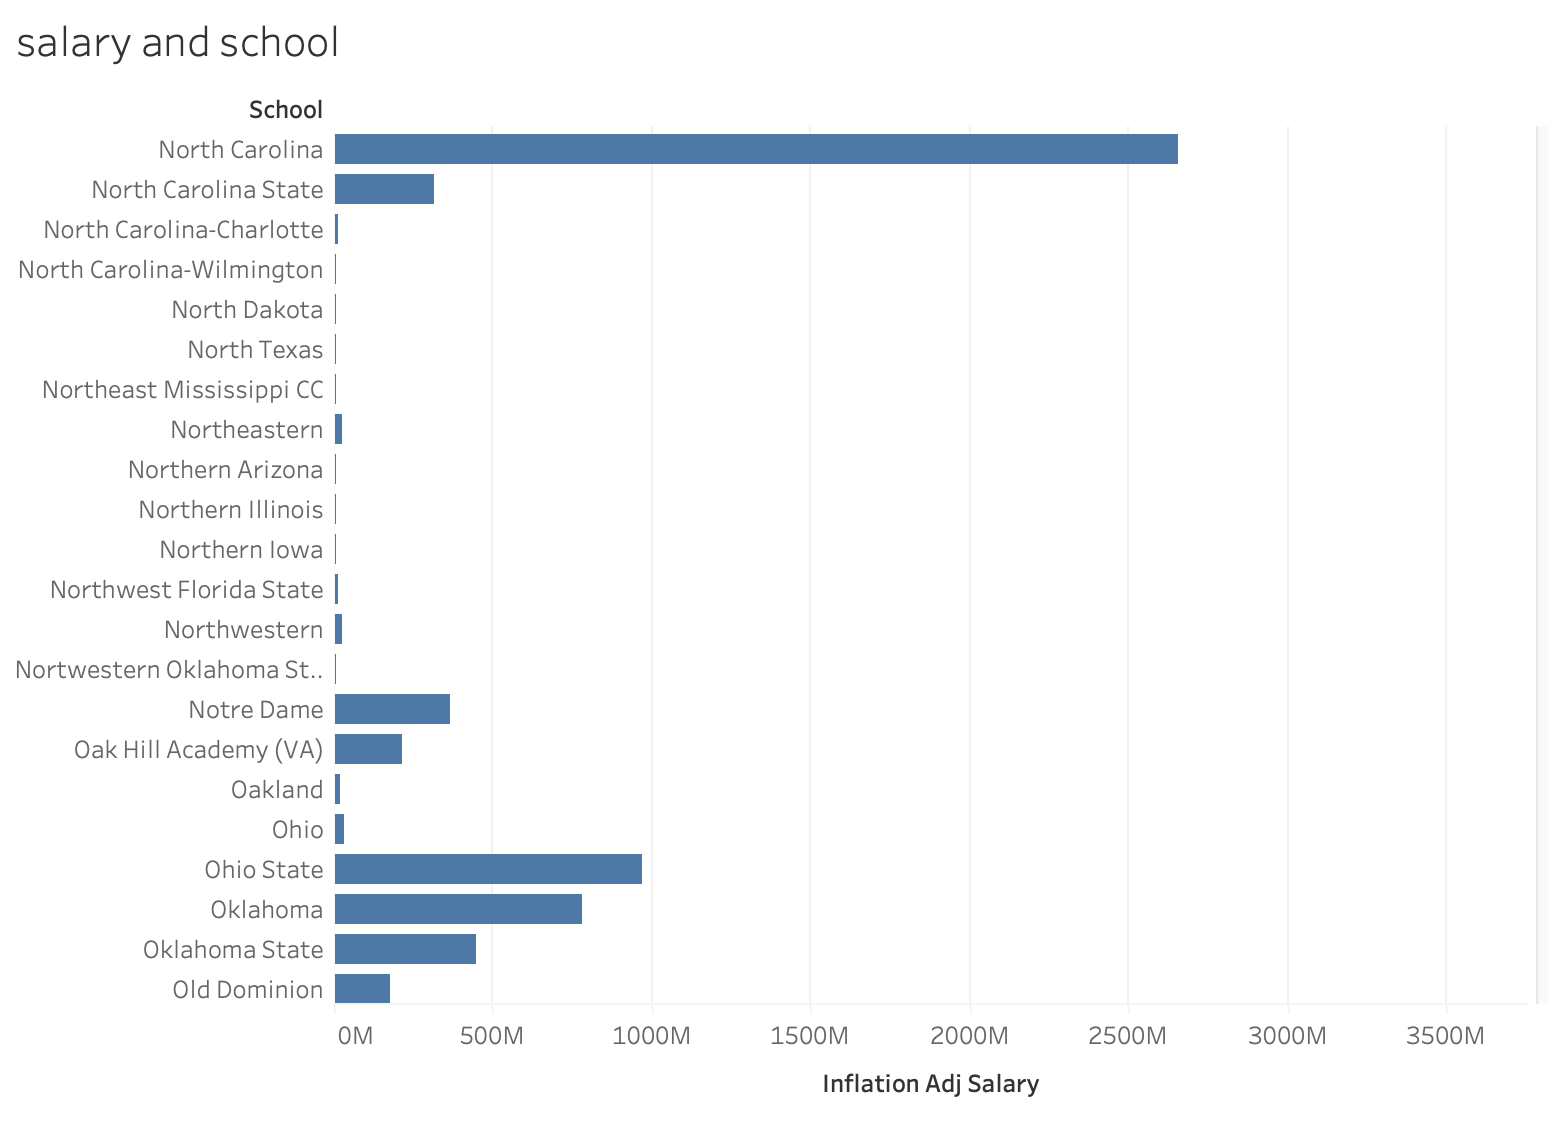 salary and school
School
North Carolina
North Carolina State
North Carolina-Charlotte
North Carolina-Wilmington
North Dakota
North Texas
Northeast Mississippi CC
Northeastern
Northern Arizona
Northern Illinois
Northern Iowa
Northwest Florida State
Northwestern
Nortwestern Oklahoma St..
Notre Dame
Oak Hill Academy (VA)
Oakland
Ohio
Ohio State
Oklahoma
Oklahoma State
Old Dominion
0M 500M 1000M 1500M 2000M 2500M 3000M 3500M
Inflation Adj Salary